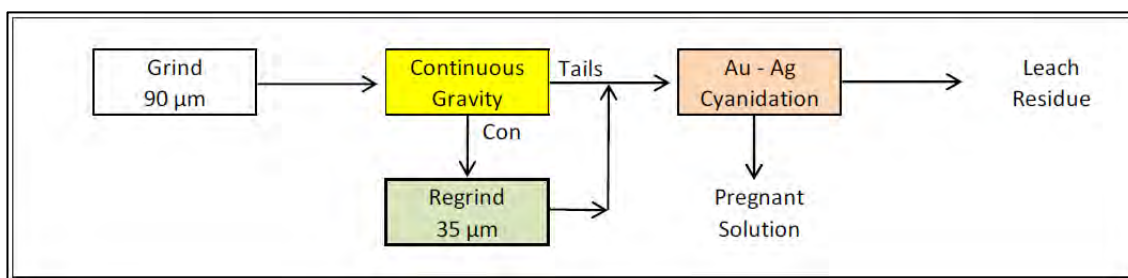 Grind
90 µm
Continuous
Gravity
Tails
Au - Ag
Cyanidation
Leach
Residue
Con
Regrind
35 µm
Pregnant
Solution